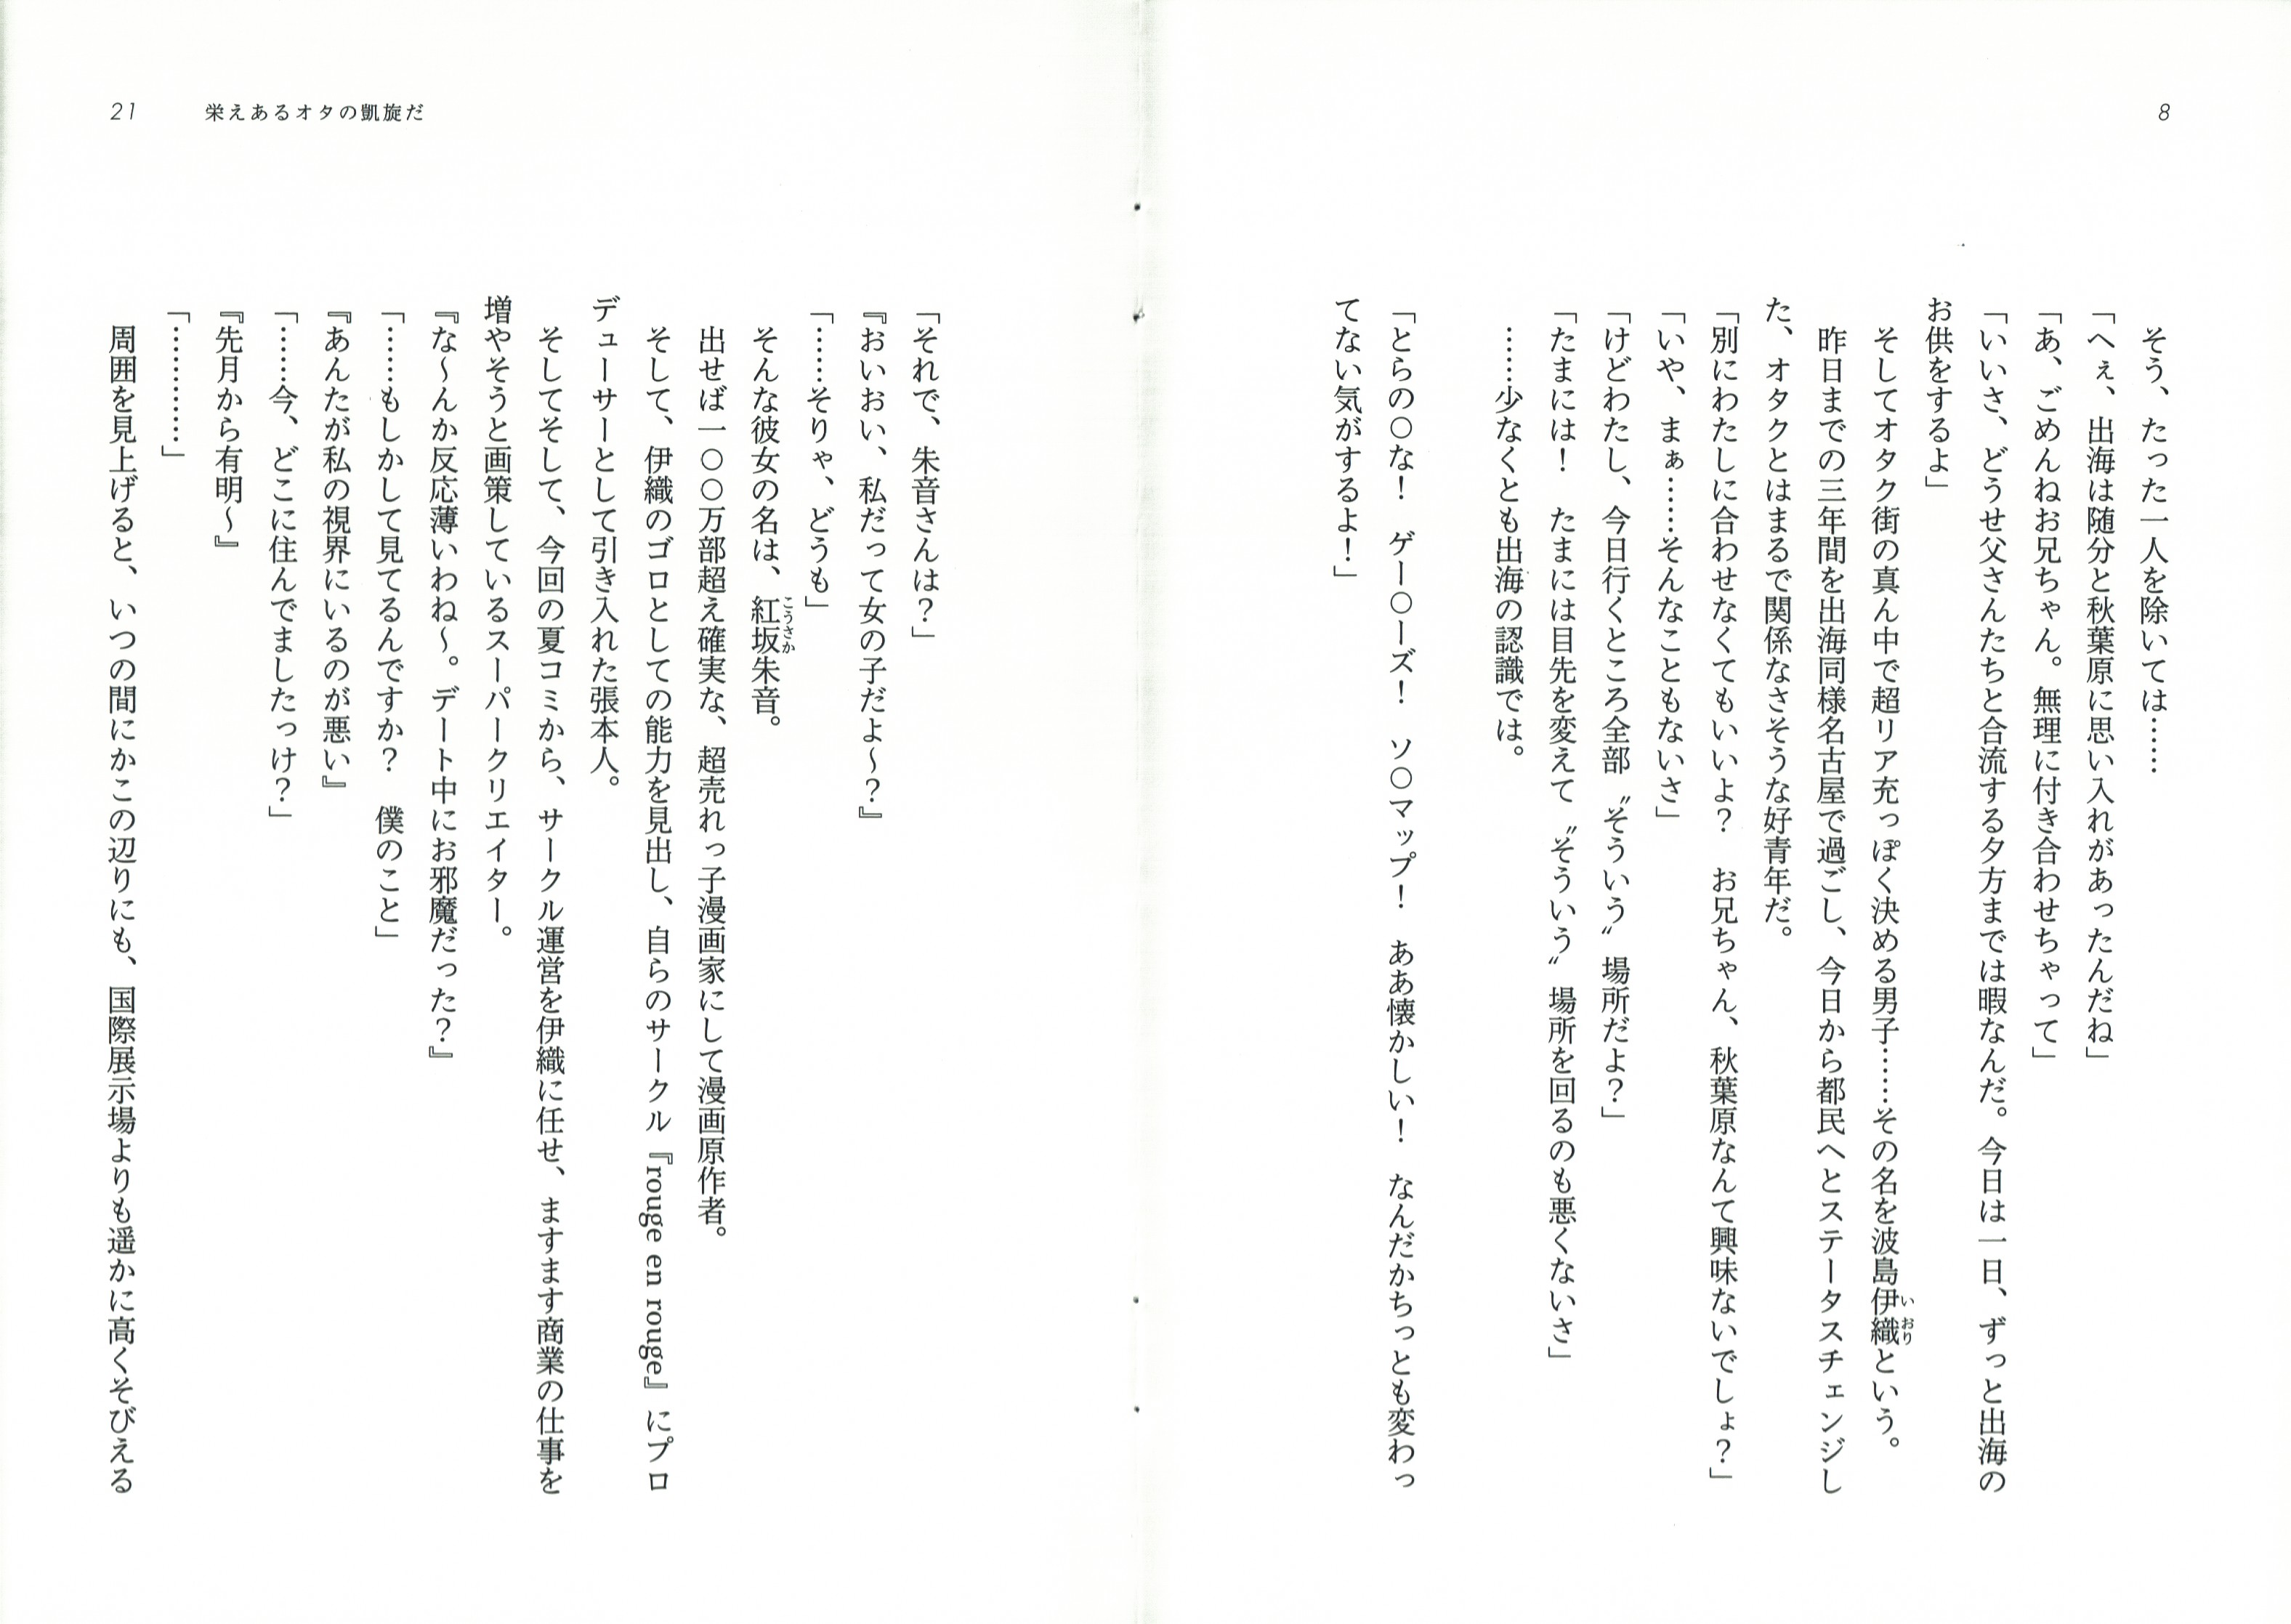 8
そう、たった一人を除いては……
「へぇ、出海は随分と秋葉原に思い入れがあったんだね」
「あ、ごめんねお兄ちゃん。無理に付き合わせちゃって」
「いいさ、どうせ父さんたちと合流する夕方までは暇なんだ。今日は一日、ずっと出海の
お供をするよ」
そしてオタク街の真ん中で超リア充っぽく決める男子……その名を波島伊織という。
いおり
昨日までの三年間を出海同様名古屋で過ごし、今日から都民へとステータスチェンジし
た、オタクとはまるで関係なさそうな好青年だ。
「別にわたしに合わせなくてもいいよ？　お兄ちゃん、秋葉原なんて興味ないでしょ？」
「いや、まぁ……そんなこともないさ」
「けどわたし、今日行くところ全部〝そういう〟場所だよ？」
「たまには！　たまには目先を変えて〝そういう〟場所を回るのも悪くないさ」
……少なくとも出海の認識では。
「とらの○な！　ゲー○ーズ！　ソ○マップ！　ああ懐かしい！　なんだかちっとも変わっ
てない気がするよ！」
21
栄えあるオタの凱旋だ
「それで、朱音さんは？」
『おいおい、私だって女の子だよ～？』
「……そりゃ、どうも」
そんな彼女の名は、紅坂朱音。
こうさか
出せば一〇〇万部超え確実な、超売れっ子漫画家にして漫画原作者。
そして、伊織のゴロとしての能力を見出し、自らのサークル『rouge en rouge』にプロ
デューサーとして引き入れた張本人。
そしてそして、今回の夏コミから、サークル運営を伊織に任せ、ますます商業の仕事を
増やそうと画策しているスーパークリエイター。
『な～んか反応薄いわね～。デート中にお邪魔だった？』
「……もしかして見てるんですか？　僕のこと」
『あんたが私の視界にいるのが悪い』
「……今、どこに住んでましたっけ？」
『先月から有明～』
「…………」
周囲を見上げると、いつの間にかこの辺りにも、国際展示場よりも遥かに高くそびえる